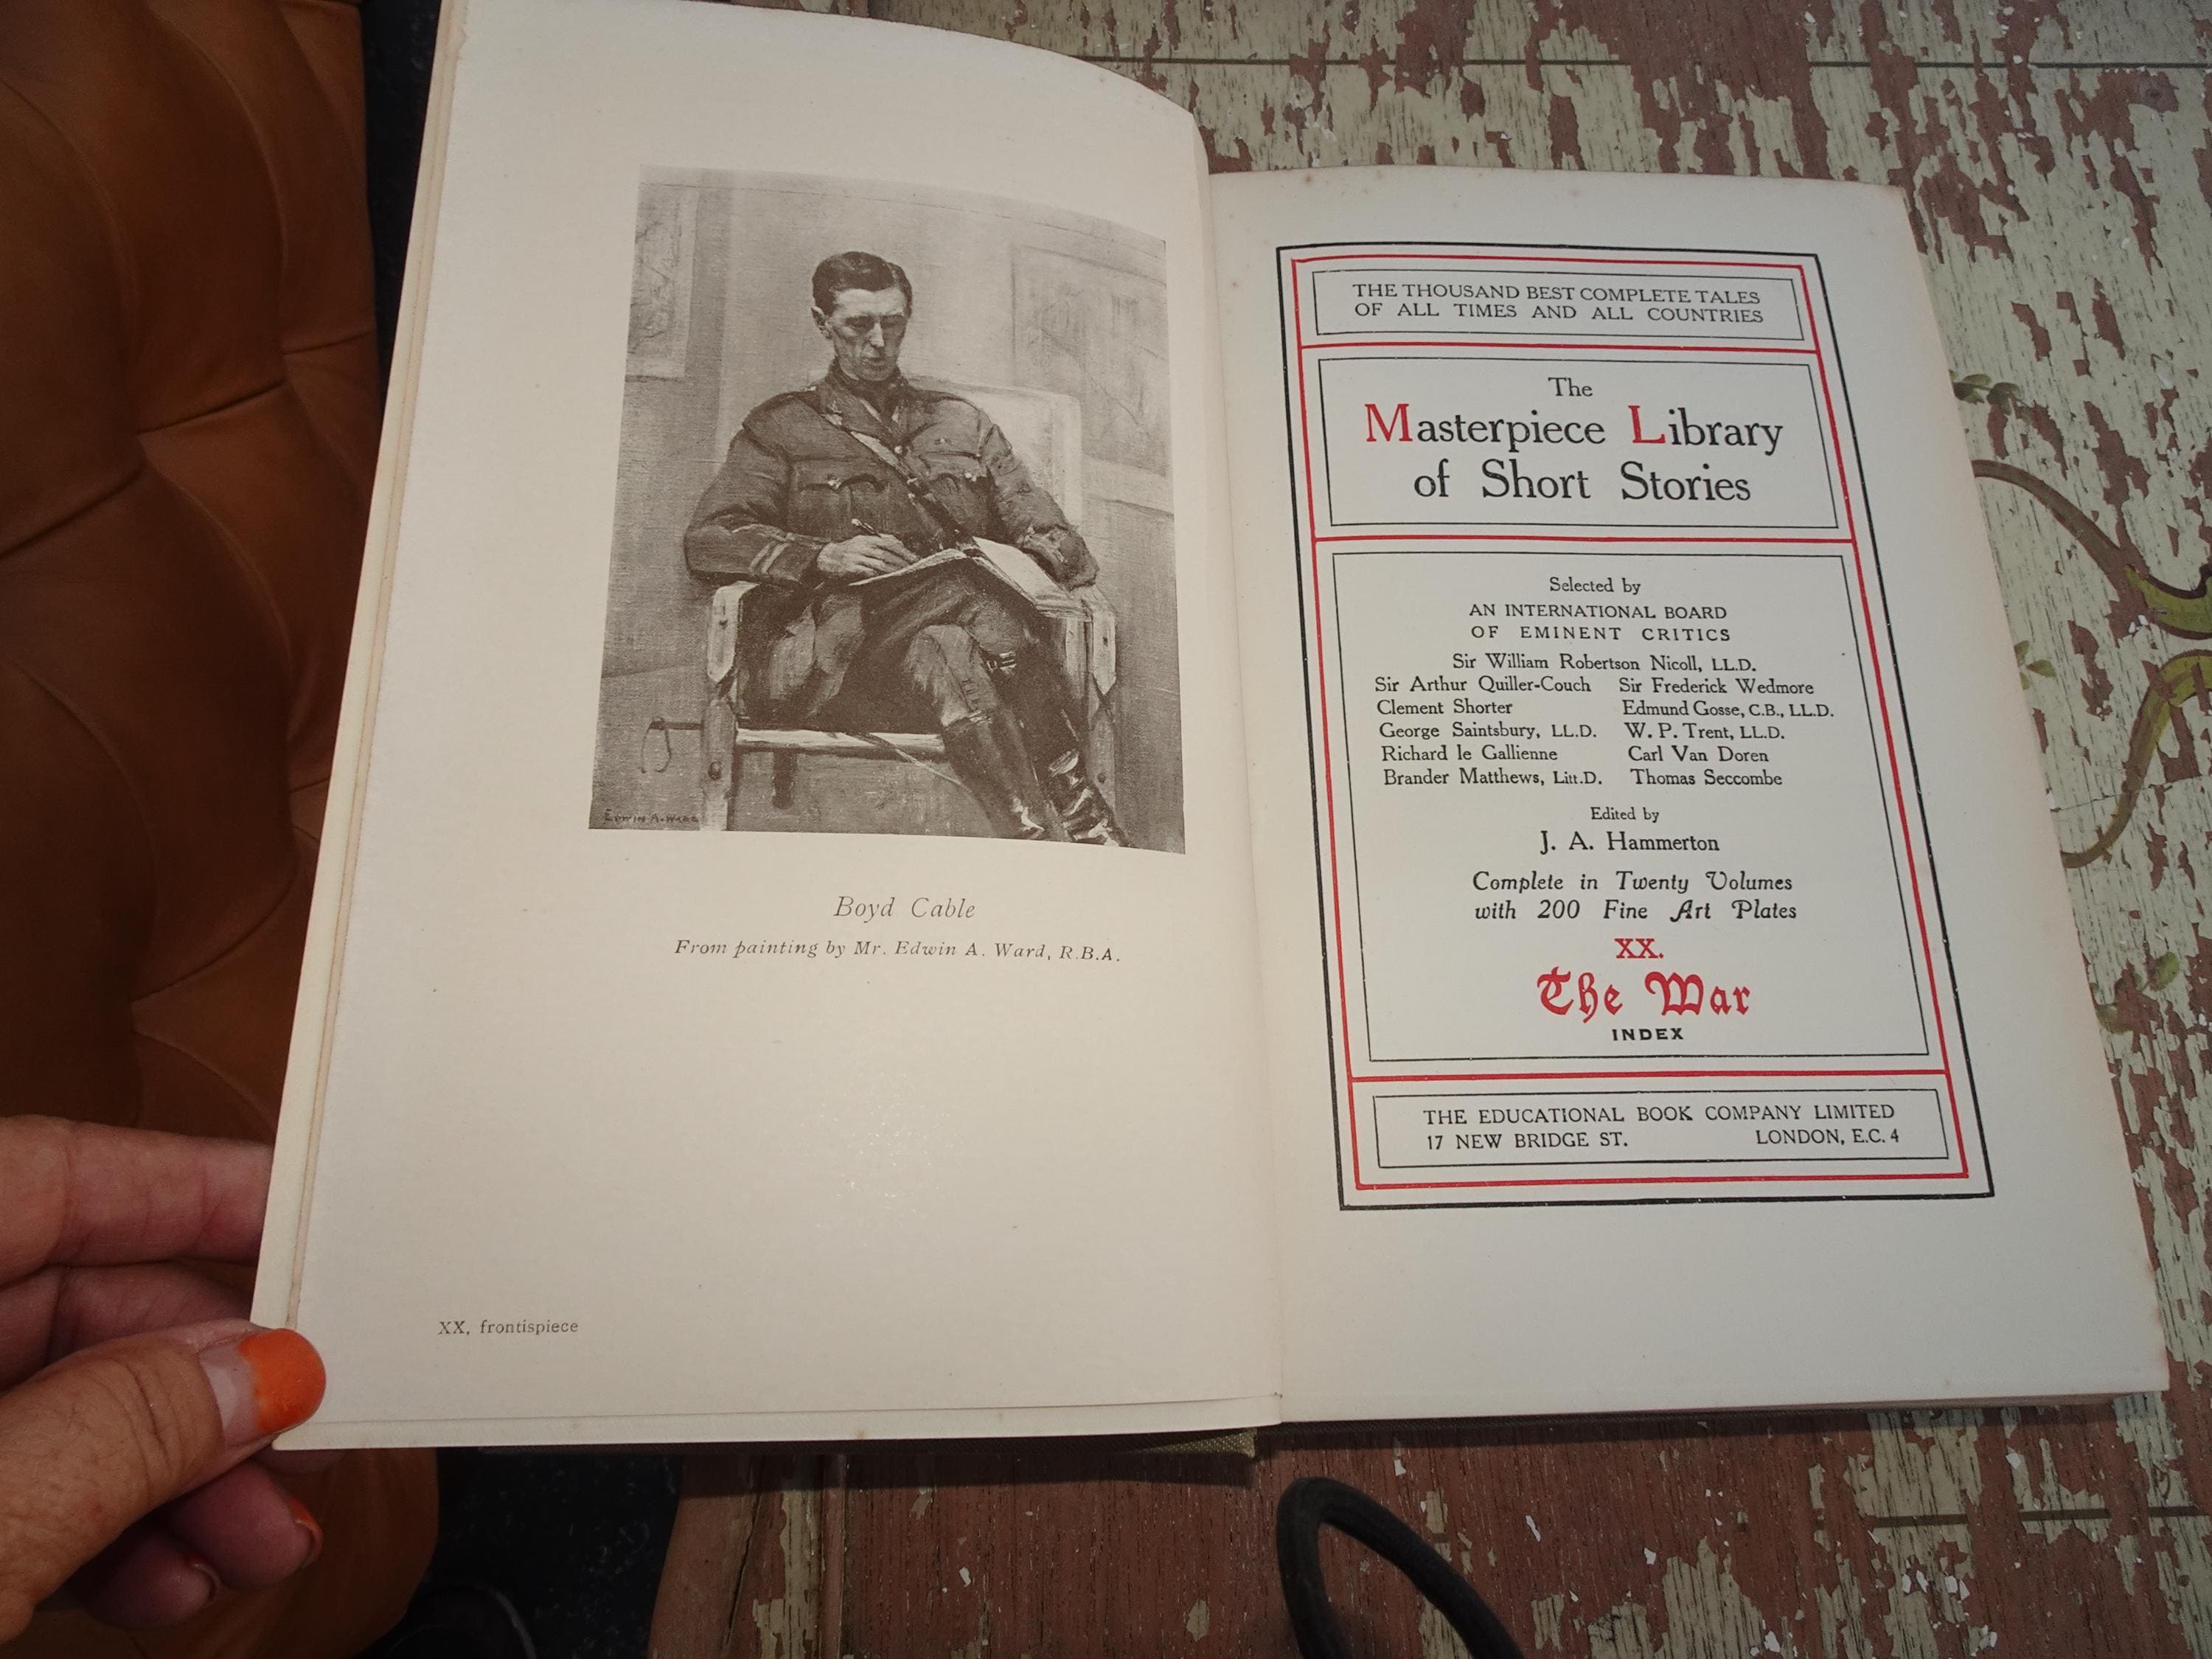 EDWIN A. WARD
Boyd Cable
From painting by Mr. Edwin A. Ward, R.B.A.
XX, frontispiece
THE THOUSAND BEST COMPLETE TALES
OF ALL TIMES AND ALL COUNTRIES
The
Masterpiece Library
of Short Stories
Selected by
AN INTERNATIONAL BOARD
OF EMINENT CRITICS
Sir William Robertson Nicoll, LL.D.
Sir Arthur Quiller-Couch Sir Frederick Wedmore
Clement Shorter Edmund Gosse, C.B., LL.D.
George Saintsbury, LL.D. W. P. Trent, LL.D.
Richard le Gallienne Carl Van Doren
Brander Matthews, Litt.D. Thomas Seccombe
Edited by
J. A. Hammerton
Complete in Twenty Volumes
with 200 Fine Art Plates
XX.
The War
INDEX
THE EDUCATIONAL BOOK COMPANY LIMITED
17 NEW BRIDGE ST. LONDON, E.C. 4